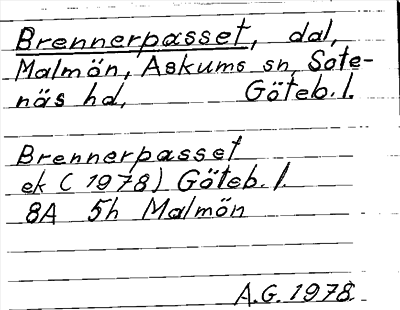 Brennerpasset, dal,
Malmön, Askums sn, Sote-
näs hd, Göteb. l.
Brennerpasset
ek (1978) Göteb. l.
8A 5h Malmön
A.G. 1978